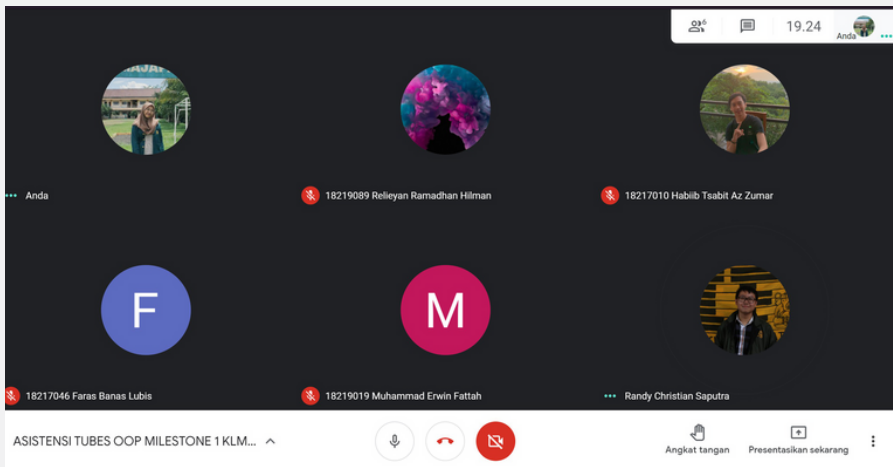 6
19.24
Anda
Anda
18219089 Relieyan Ramadhan Hilman
18217010 Habiib Tsabit Az Zumar
F
M
18217046 Faras Banas Lubis
18219019 Muhammad Erwin Fattah
Randy Christian Saputra
ASISTENSI TUBES OOP MILESTONE 1 KLM...
Angkat tangan
Presentasikan sekarang